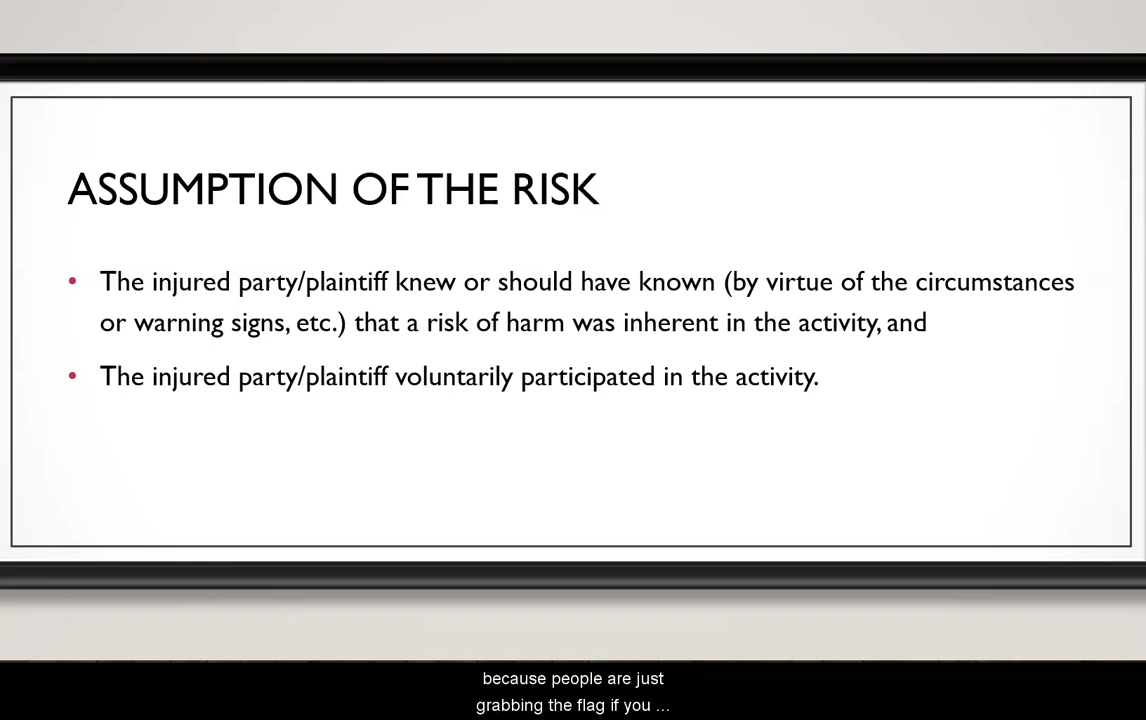 ASSUMPTION OF THE RISK
• The injured party/plaintiff knew or should have known (by virtue of the circumstances
or warning signs, etc.) that a risk of harm was inherent in the activity, and
• The injured party/plaintiff voluntarily participated in the activity.
because people are just
grabbing the flag if you ...